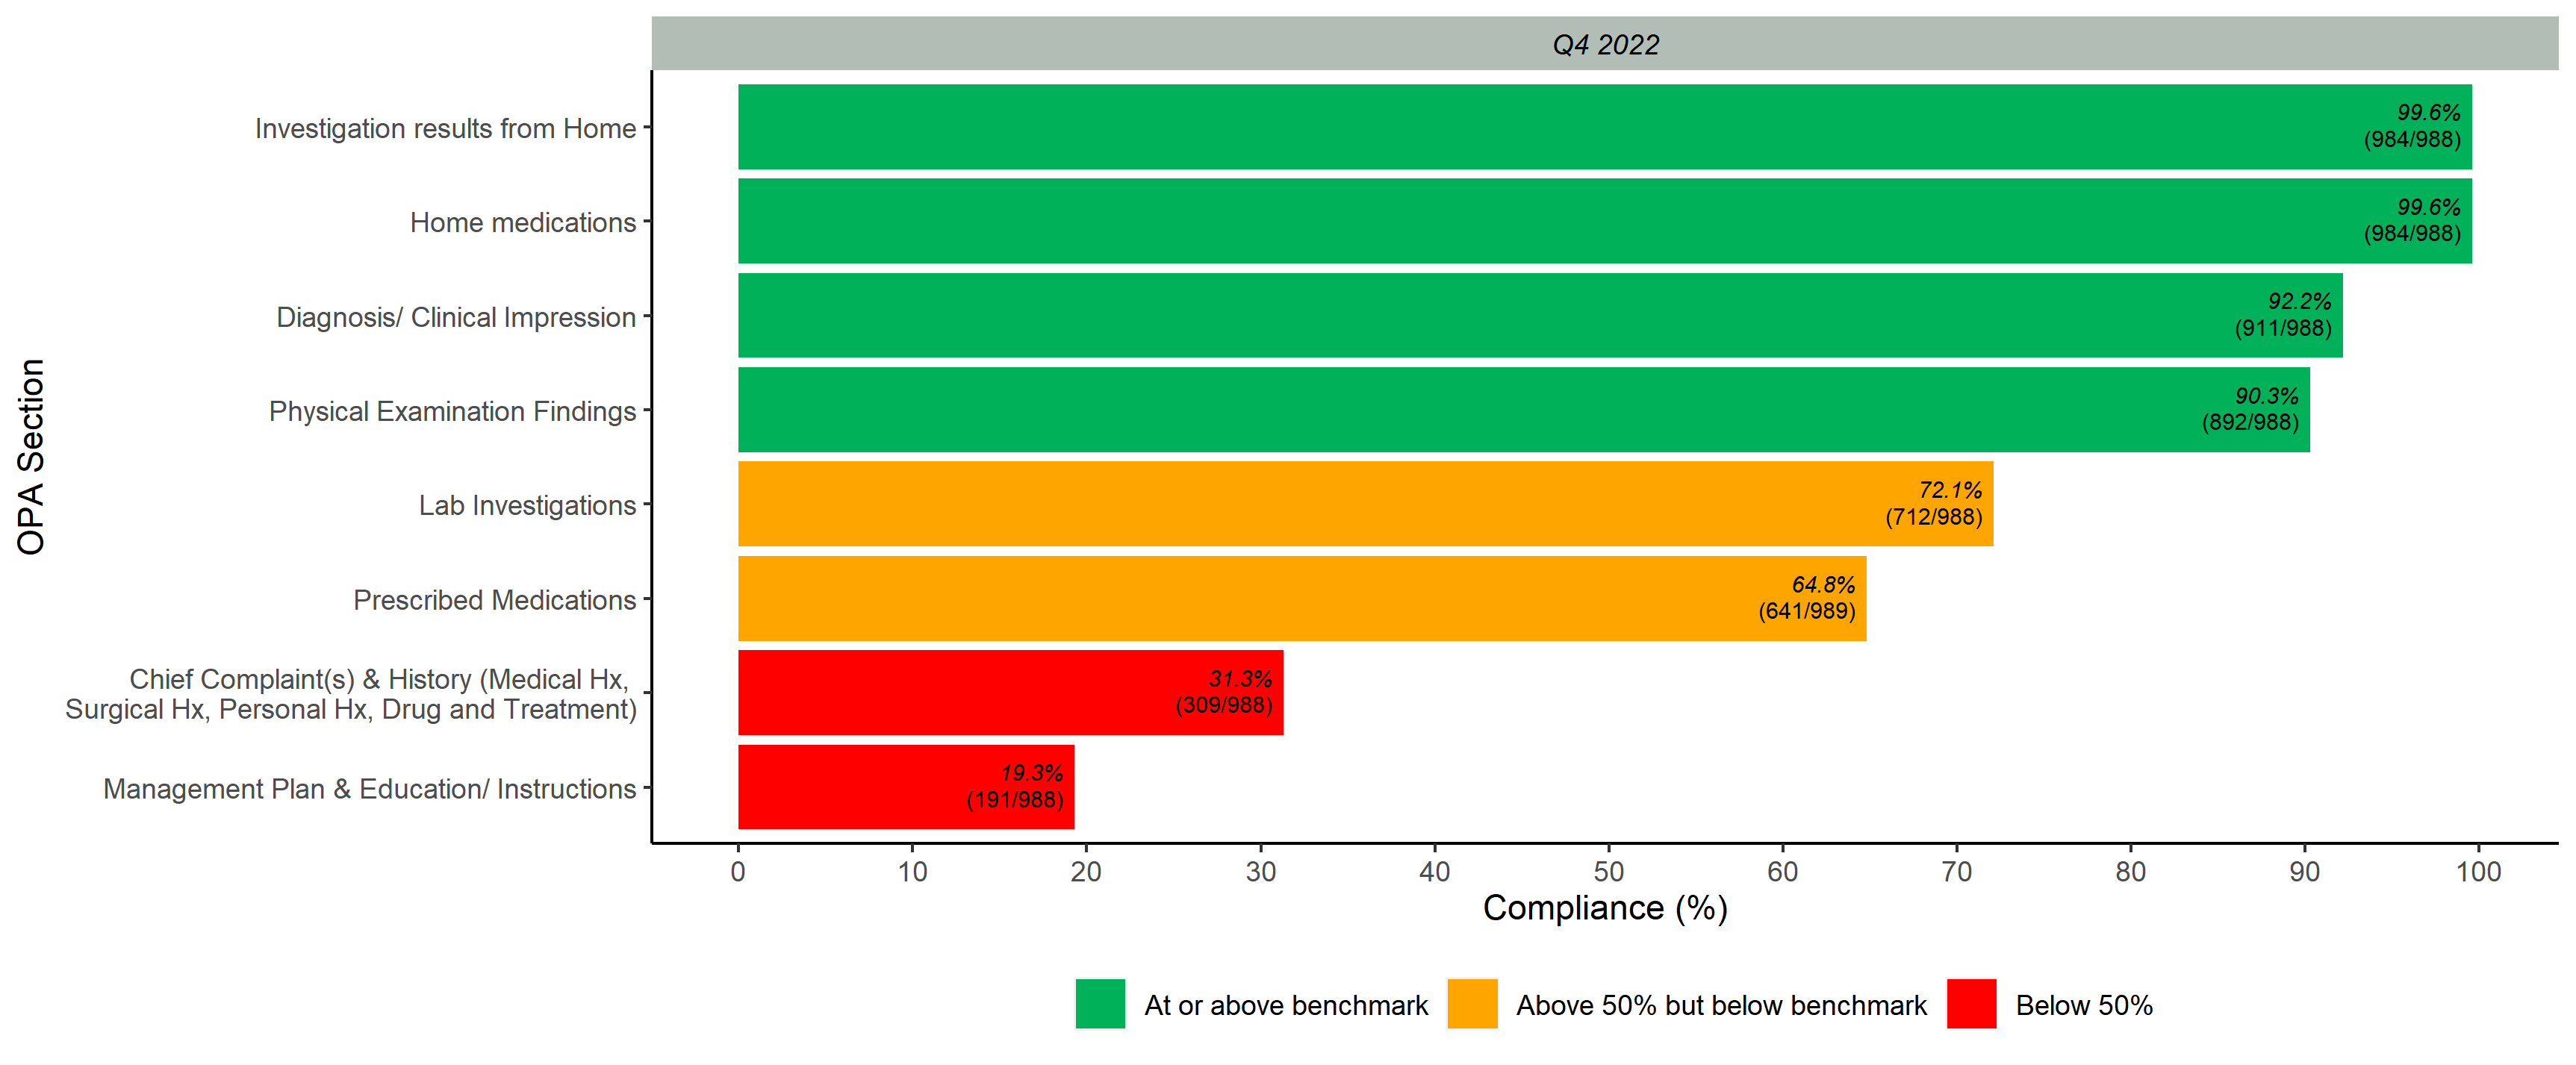 Q4 2022
Investigation results from Home
99.6%
(984/988)
Home medications
99.6%
(984/988)
Diagnosis/ Clinical Impression
92.2%
(911/988)
Physical Examination Findings
90.3%
(892/988)
Lab Investigations
72.1%
(712/988)
Prescribed Medications
64.8%
(641/989)
Chief Complaint(s) & History (Medical Hx,
Surgical Hx, Personal Hx, Drug and Treatment)
31.3%
(309/988)
Management Plan & Education/ Instructions
19.3%
(191/988)
OPA Section
0 10 20 30 40 50 60 70 80 90 100
Compliance (%)
At or above benchmark Above 50% but below benchmark Below 50%